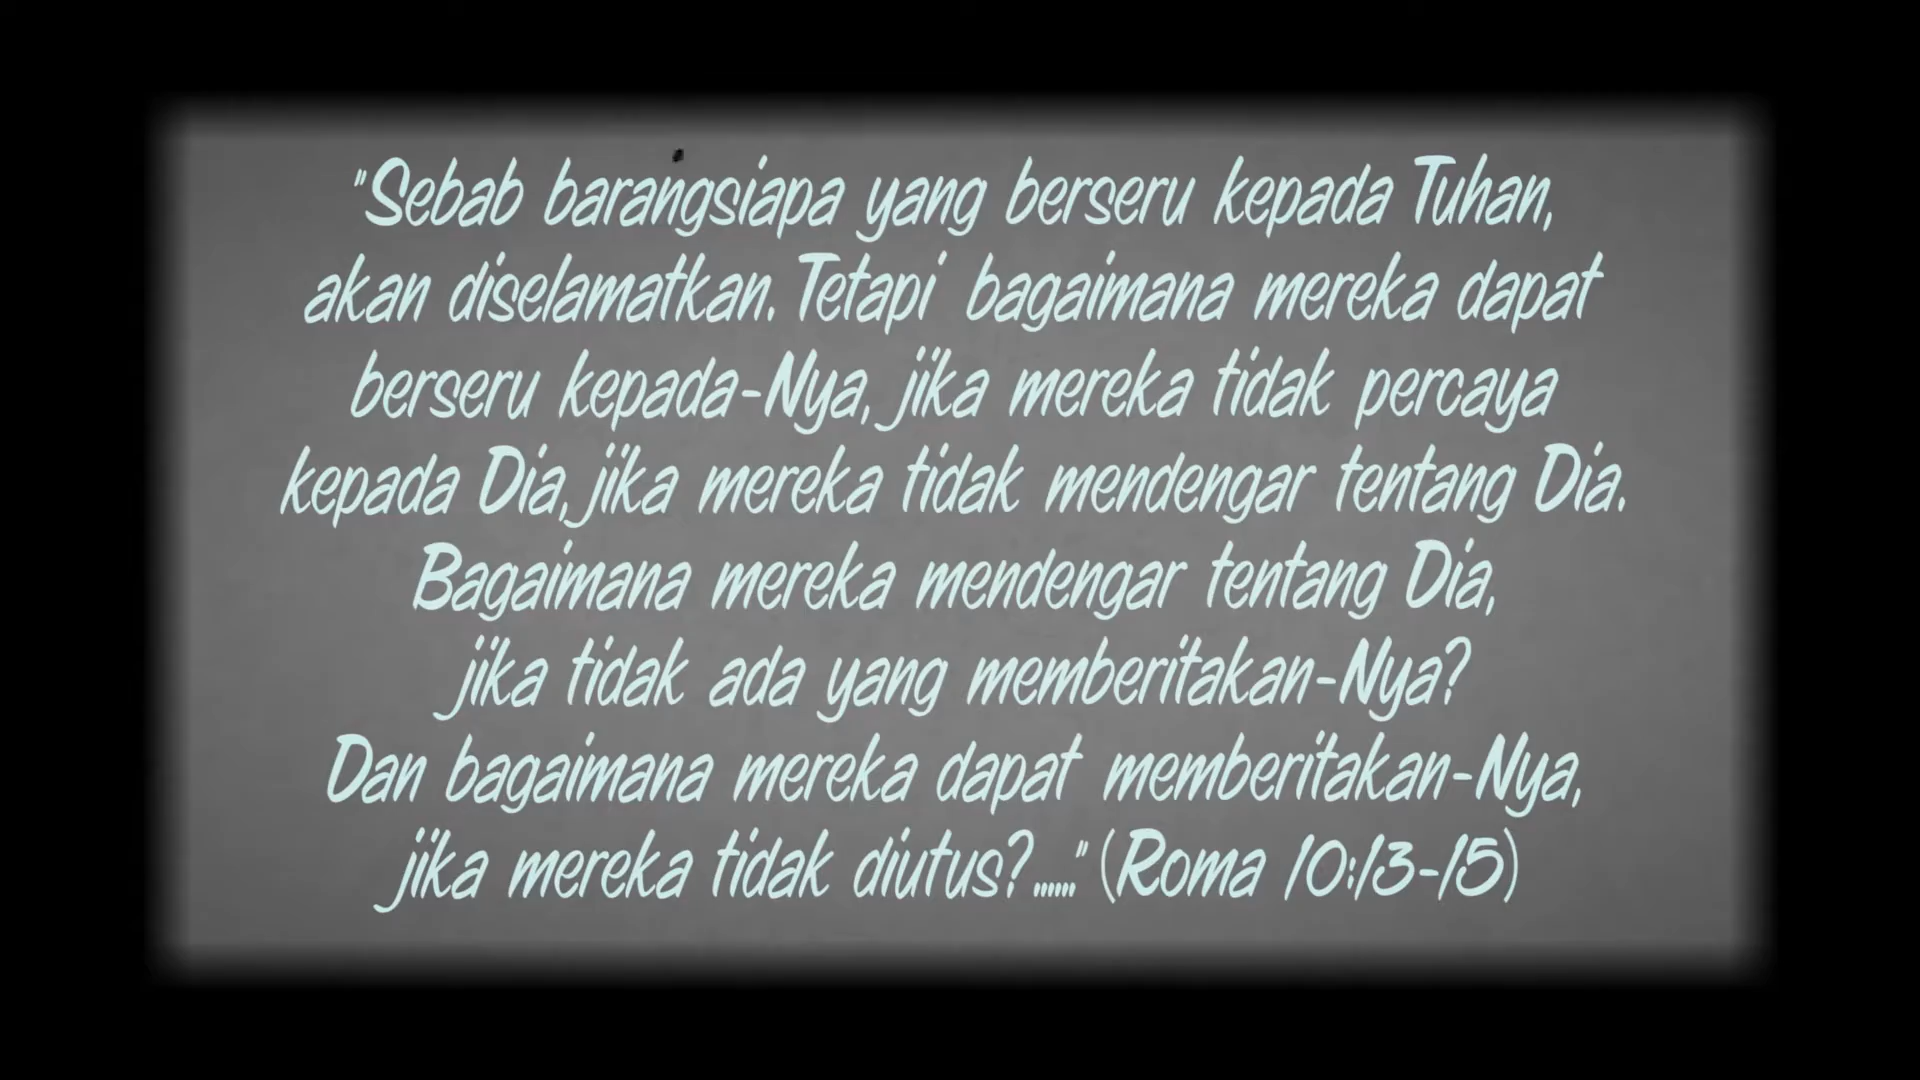 "Sebab barangsiapa yang berseru kepada Tuhan,
akan diselamatkan. Tetapi bagaimana mereka dapat
berseru kepada-Nya, jika mereka tidak percaya
kepada Dia, jika mereka tidak mendengar tentang Dia.
Bagaimana mereka mendengar tentang Dia,
jika tidak ada yang memberitakan-Nya?
Dan bagaimana mereka dapat memberitakan-Nya,
jika mereka tidak diutus?......" (Roma 10:13-15)